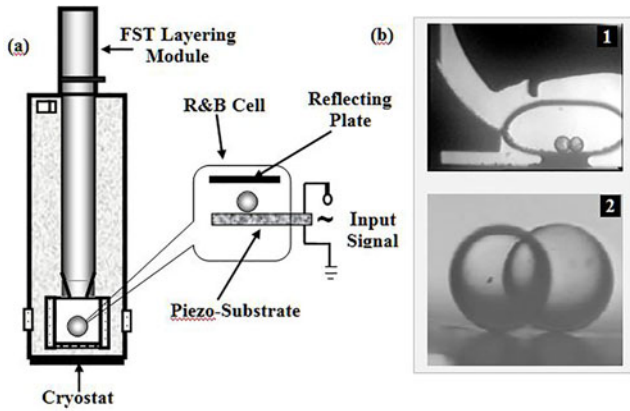 (a)
FST Layering
Module
R&B Cell
Reflecting
Plate
~
Input
Signal
Piezo-Substrate
Cryostat
(b)
1
2